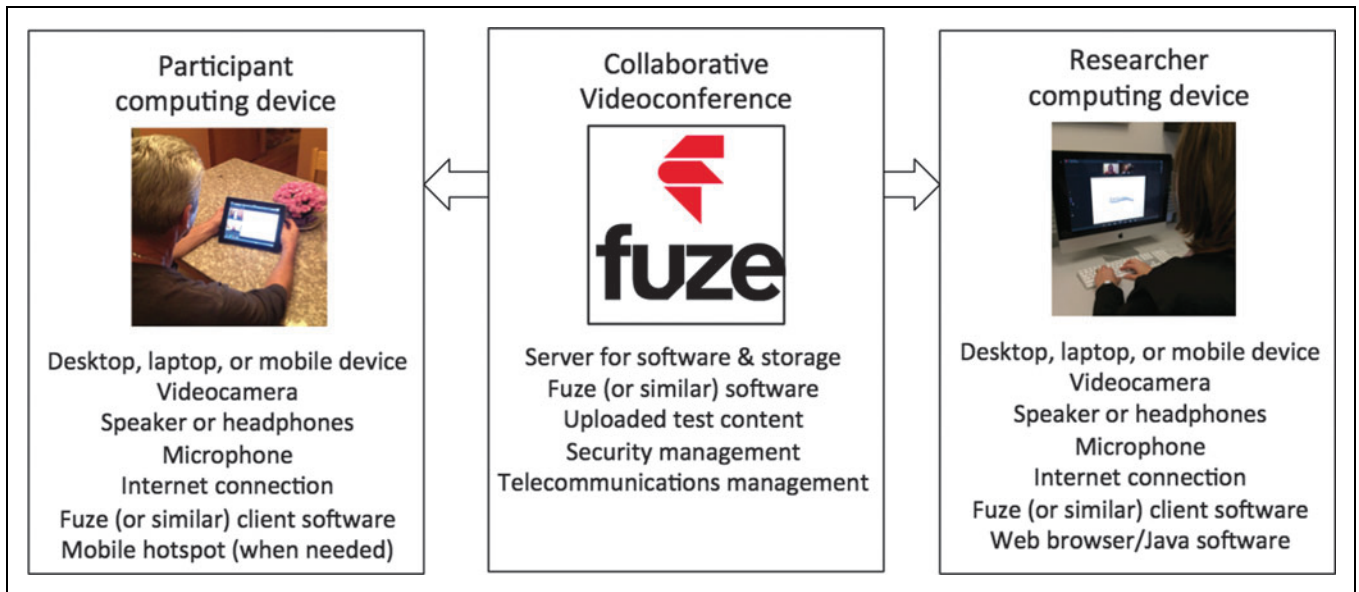 Participant
computing device
Desktop, laptop, or mobile device
Videocamera
Speaker or headphones
Microphone
Internet connection
Fuze (or similar) client software
Mobile hotspot (when needed)
Collaborative
Videoconference
fuze
Server for software & storage
Fuze (or similar) software
Uploaded test content
Security management
Telecommunications management
Researcher
computing device
Desktop, laptop, or mobile device
Videocamera
Speaker or headphones
Microphone
Internet connection
Fuze (or similar) client software
Web browser/Java software